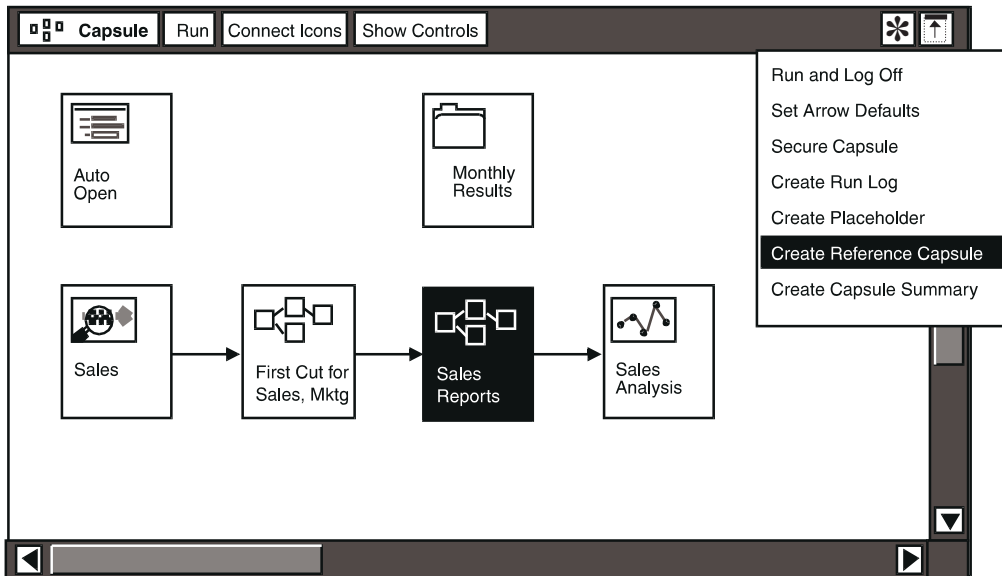 Capsule Run Connect Icons Show Controls
Run and Log Off
Set Arrow Defaults
Secure Capsule
Create Run Log
Create Placeholder
Create Reference Capsule
Create Capsule Summary
Auto
Open
Monthly
Results
Sales
First Cut for
Sales, Mktg
Sales
Reports
Sales
Analysis